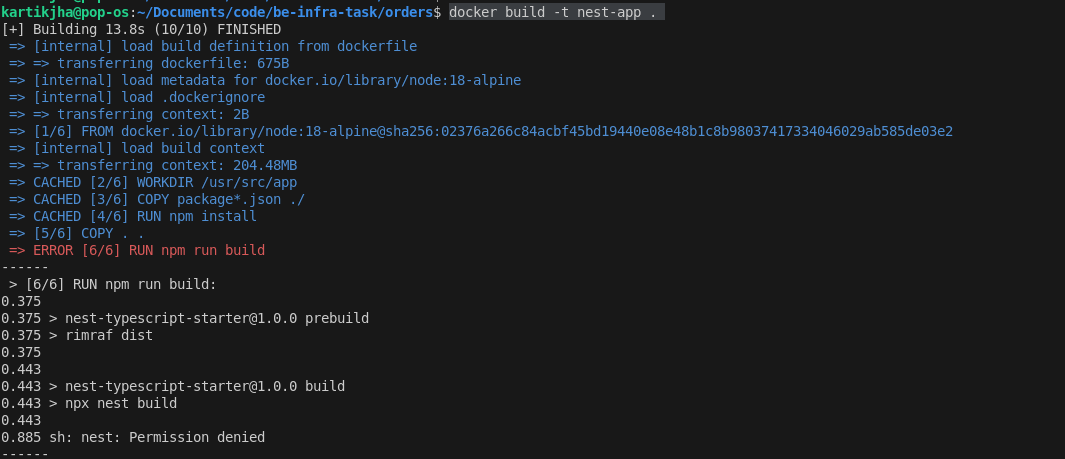 kartikjha@pop-os:~/Documents/code/be-infra-task/orders$ docker build -t nest-app .
[+] Building 13.8s (10/10) FINISHED
=> [internal] load build definition from dockerfile
=> => transferring dockerfile: 675B
=> [internal] load metadata for docker.io/library/node:18-alpine
=> [internal] load .dockerignore
=> => transferring context: 2B
=> [1/6] FROM docker.io/library/node:18-alpine@sha256:02376a266c84acbf45bd19440e08e48b1c8b98037417334046029ab585de03e2
=> [internal] load build context
=> => transferring context: 204.48MB
=> CACHED [2/6] WORKDIR /usr/src/app
=> CACHED [3/6] COPY package*.json ./
=> CACHED [4/6] RUN npm install
=> [5/6] COPY . .
=> ERROR [6/6] RUN npm run build
------
> [6/6] RUN npm run build:
0.375
0.375 > nest-typescript-starter@1.0.0 prebuild
0.375 > rimraf dist
0.375
0.443
0.443 > nest-typescript-starter@1.0.0 build
0.443 > npx nest build
0.443
0.885 sh: nest: Permission denied
------